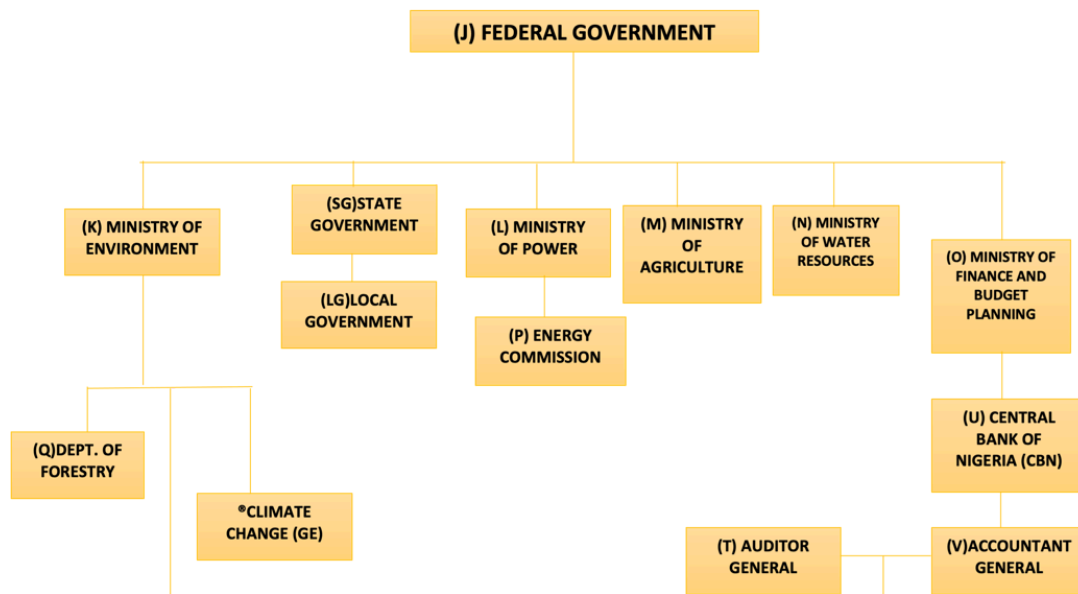 (J) FEDERAL GOVERNMENT
(K) MINISTRY OF
ENVIRONMENT
(SG)STATE
GOVERNMENT
(LG)LOCAL
GOVERNMENT
(L) MINISTRY
OF POWER
(P) ENERGY
COMMISSION
(M) MINISTRY
OF
AGRICULTURE
(N) MINISTRY
OF WATER
RESOURCES
(O) MINISTRY OF
FINANCE AND
BUDGET
PLANNING
(Q)DEPT. OF
FORESTRY
®CLIMATE
CHANGE (GE)
(U) CENTRAL
BANK OF
NIGERIA (CBN)
(T) AUDITOR
GENERAL
(V)ACCOUNTANT
GENERAL